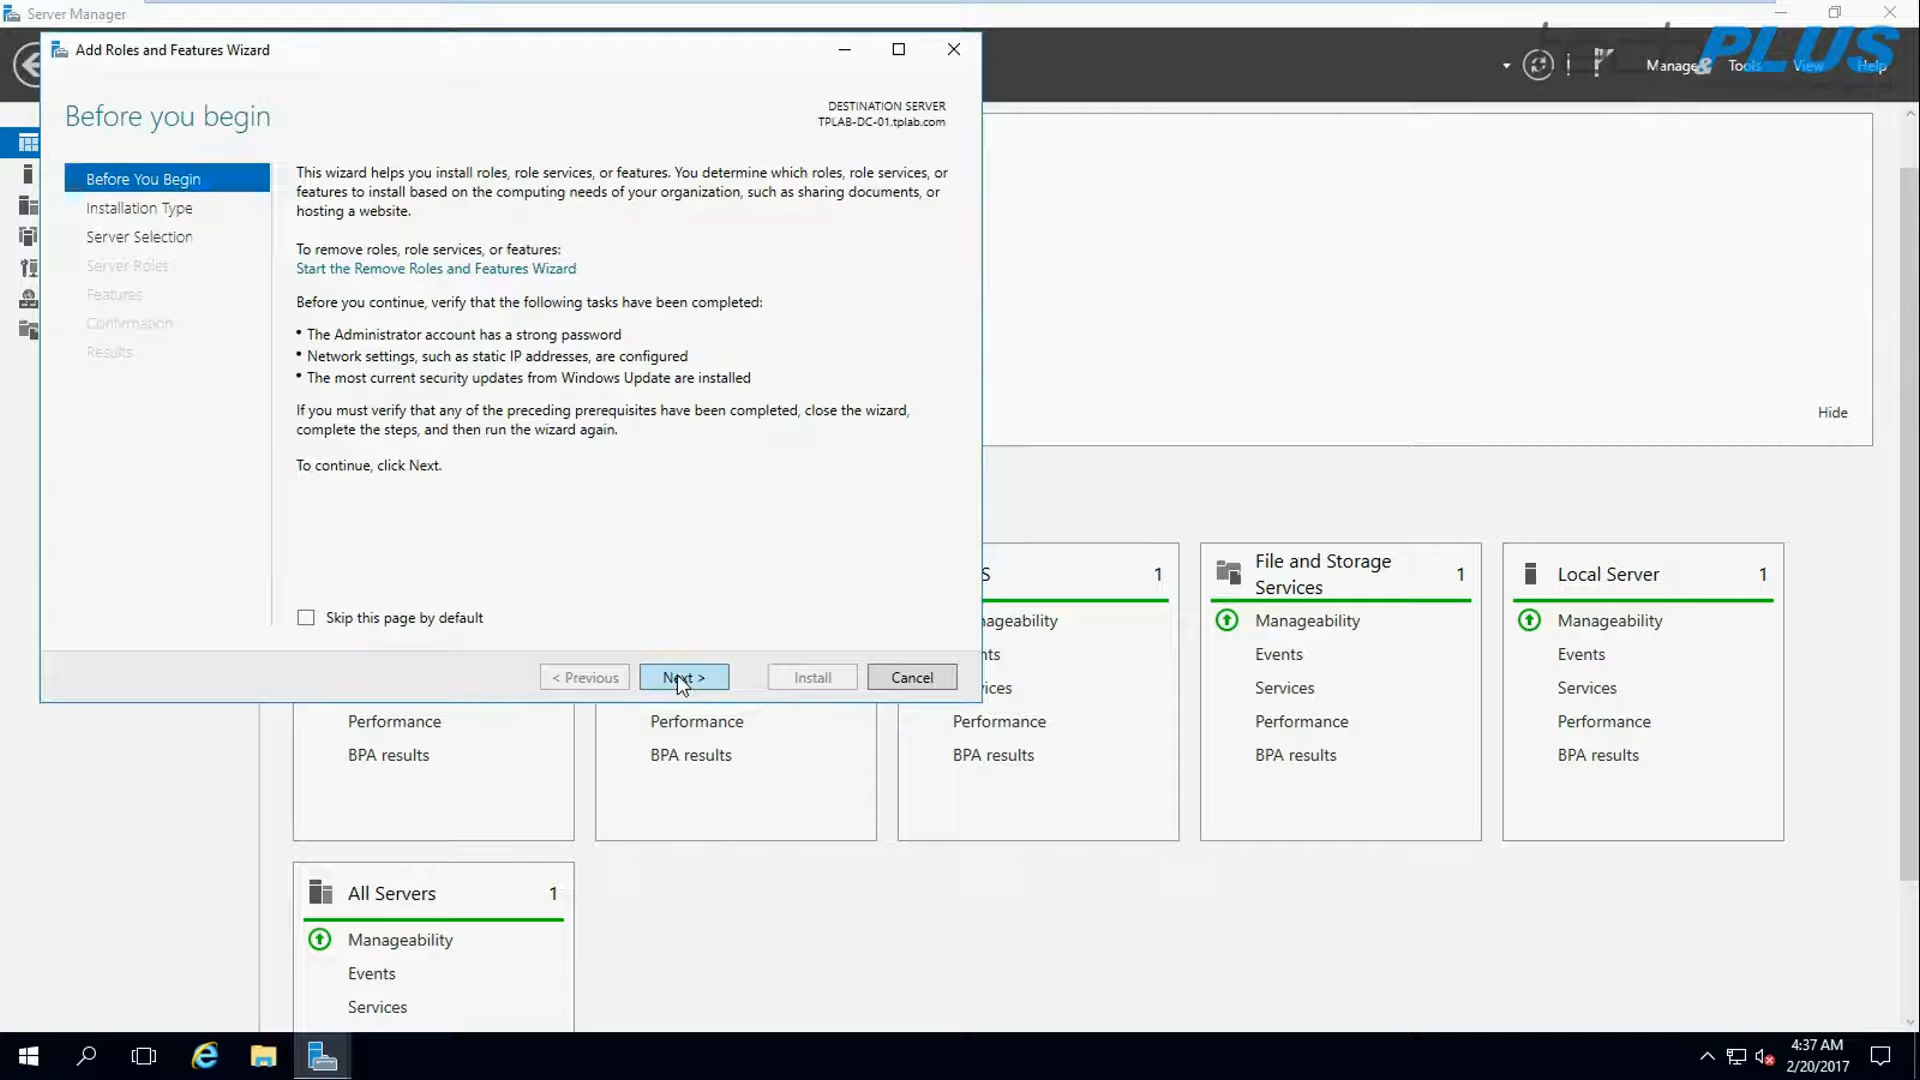 Server Manager
PLUS
&
Manage
Tools
View
Help
Add Roles and Features Wizard
Before you begin
DESTINATION SERVER
TPLAB-DC-01.tplab.com
Before You Begin
Installation Type
Server Selection
Server Roles
Features
Confirmation
Results
This wizard helps you install roles, role services, or features. You determine which roles, role services, or
features to install based on the computing needs of your organization, such as sharing documents, or
hosting a website.
To remove roles, role services, or features:
Start the Remove Roles and Features Wizard
Before you continue, verify that the following tasks have been completed:
• The Administrator account has a strong password
• Network settings, such as static IP addresses, are configured
• The most current security updates from Windows Update are installed
If you must verify that any of the preceding prerequisites have been completed, close the wizard,
complete the steps, and then run the wizard again.
To continue, click Next.
Skip this page by default
< Previous
Next >
Install
Cancel
Hide
Performance
BPA results
Performance
BPA results
S 1
ageability
nts
ices
Performance
BPA results
File and Storage
Services
1
Manageability
Events
Services
Performance
BPA results
Local Server 1
Manageability
Events
Services
Performance
BPA results
All Servers 1
Manageability
Events
Services
4:37 AM
2/20/2017